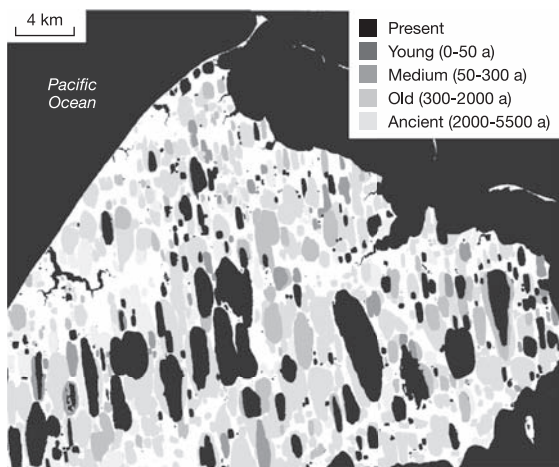 4 km
Pacific
Ocean
Present
Young (0-50 a)
Medium (50-300 a)
Old (300-2000 a)
Ancient (2000-5500 a)